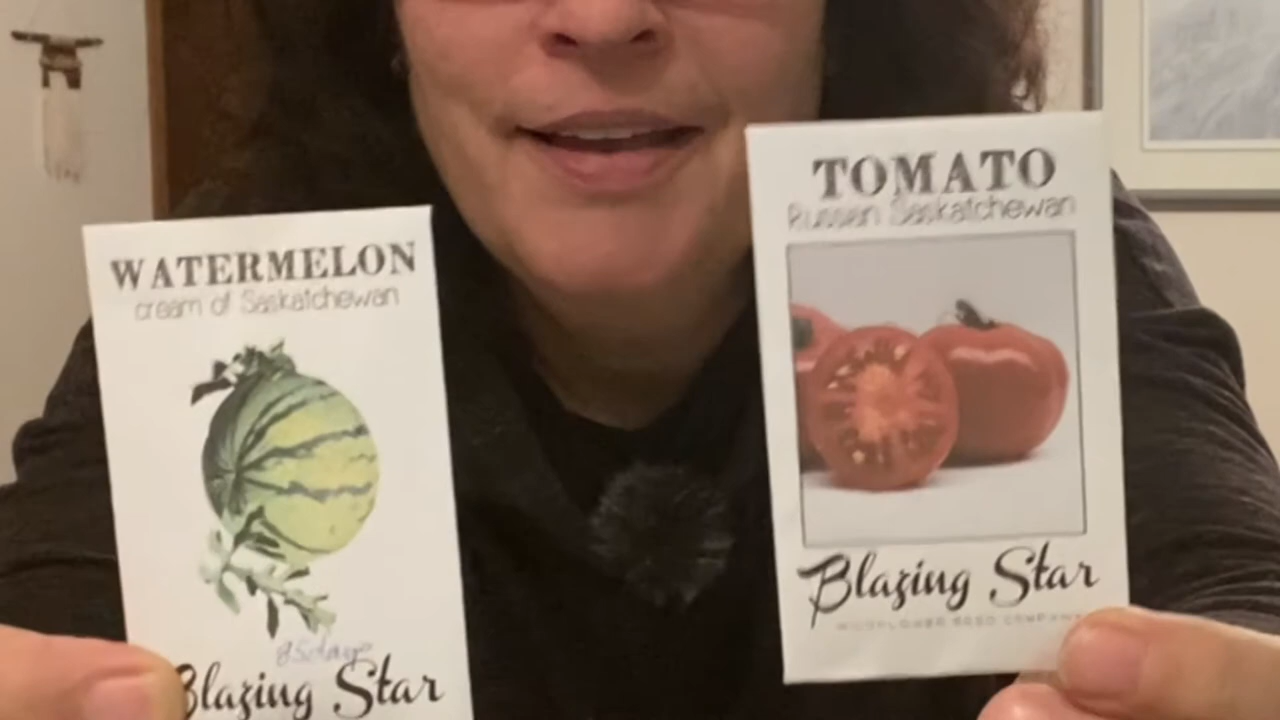 WATERMELON
cream of Saskatchewan
85days
Blazing Star
TOMATO
Russian Saskatchewan
Blazing Star
WILDFLOWER SEED COMPANY